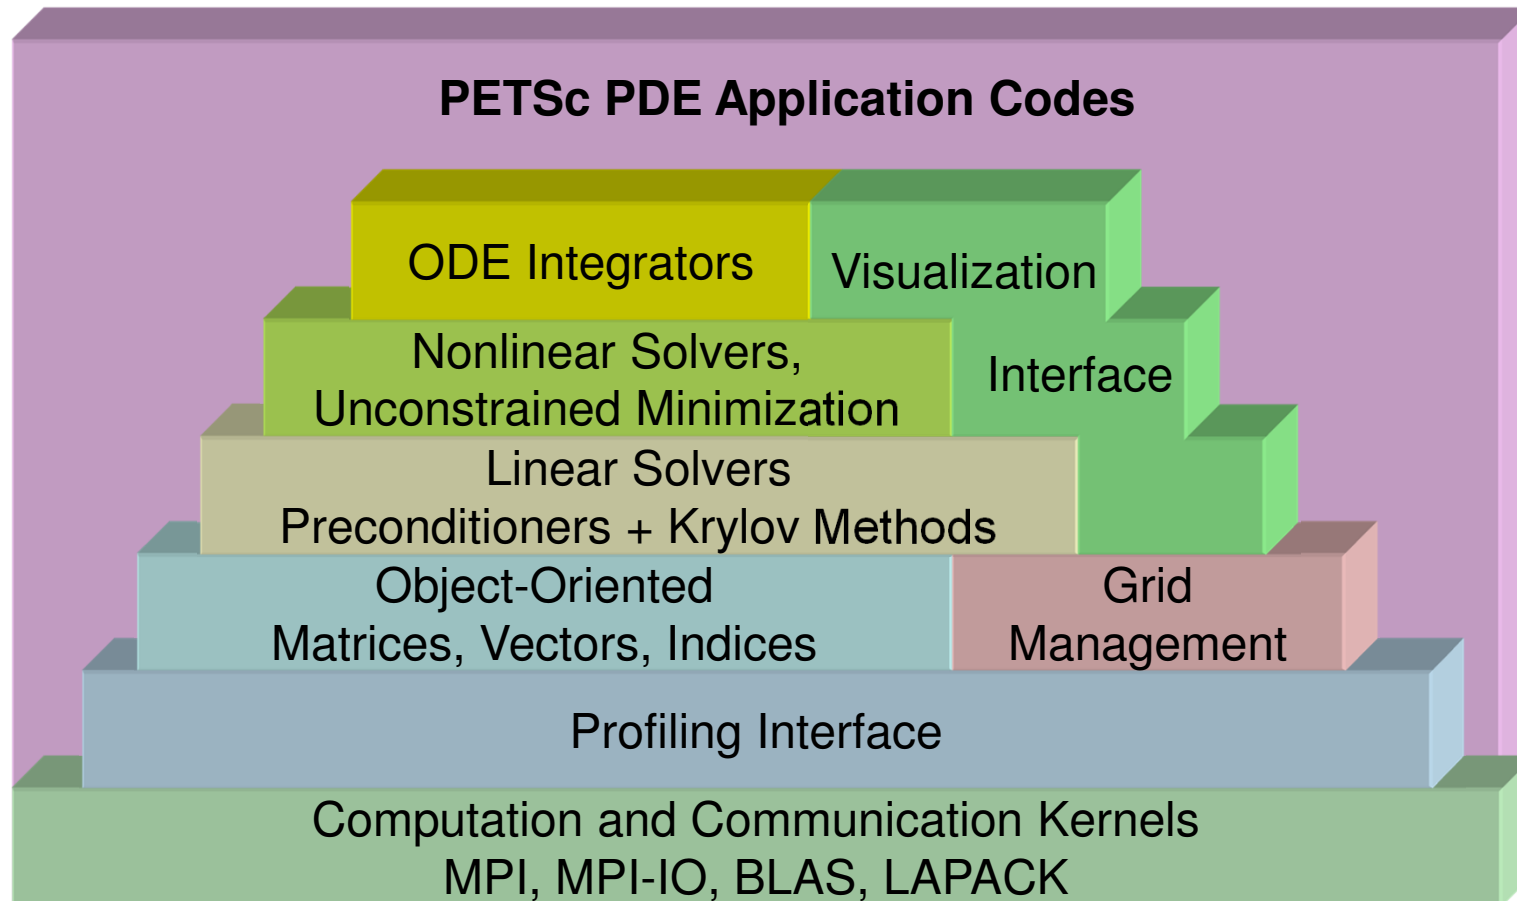 PETSc PDE Application Codes
ODE Integrators
Visualization
Interface
Nonlinear Solvers,
Unconstrained Minimization
Linear Solvers
Preconditioners + Krylov Methods
Object-Oriented
Matrices, Vectors, Indices
Grid
Management
Profiling Interface
Computation and Communication Kernels
MPI, MPI-IO, BLAS, LAPACK